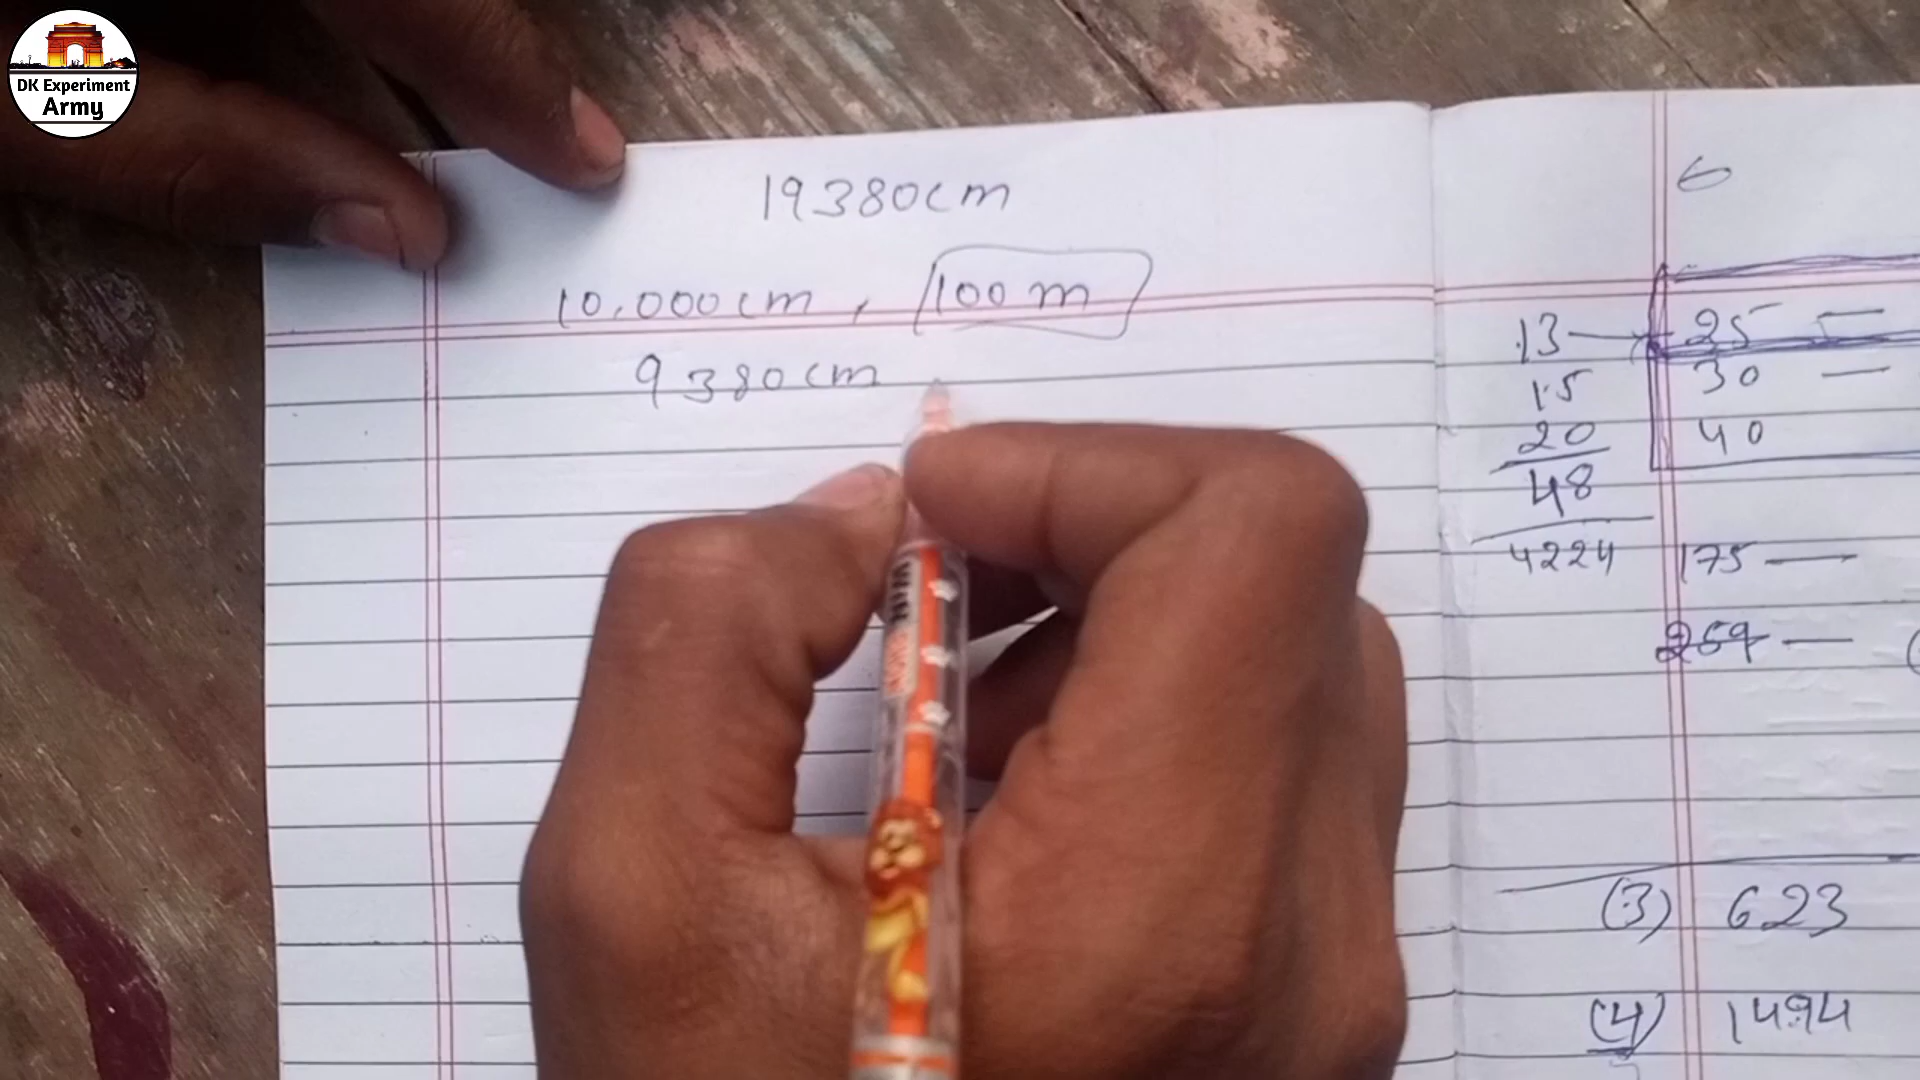 DK Experiment
Army
19380cm
10,000cm, 100m
9380cm
6
13 — 25 —
15 30 —
20 40
48
4224 175 —
259 —
(3) 623
(4) 1494